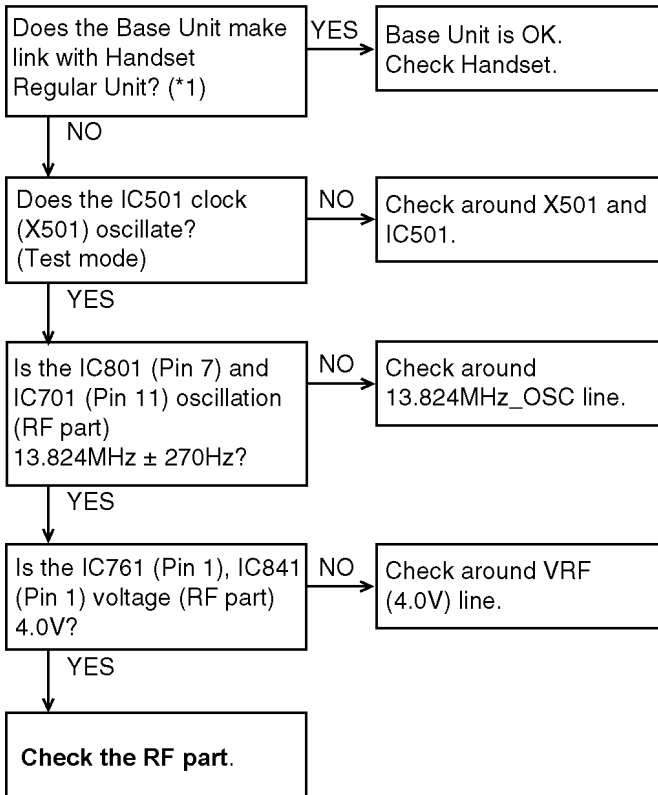 Does the Base Unit make
link with Handset
Regular Unit? (*1)
YES
Base Unit is OK.
Check Handset.
NO
Does the IC501 clock
(X501) oscillate?
(Test mode)
NO
Check around X501 and
IC501.
YES
Is the IC801 (Pin 7) and
IC701 (Pin 11) oscillation
(RF part)
13.824MHz ± 270Hz?
NO
Check around
13.824MHz_OSC line.
YES
Is the IC761 (Pin 1), IC841
(Pin 1) voltage (RF part)
4.0V?
NO
Check around VRF
(4.0V) line.
YES
Check the RF part.